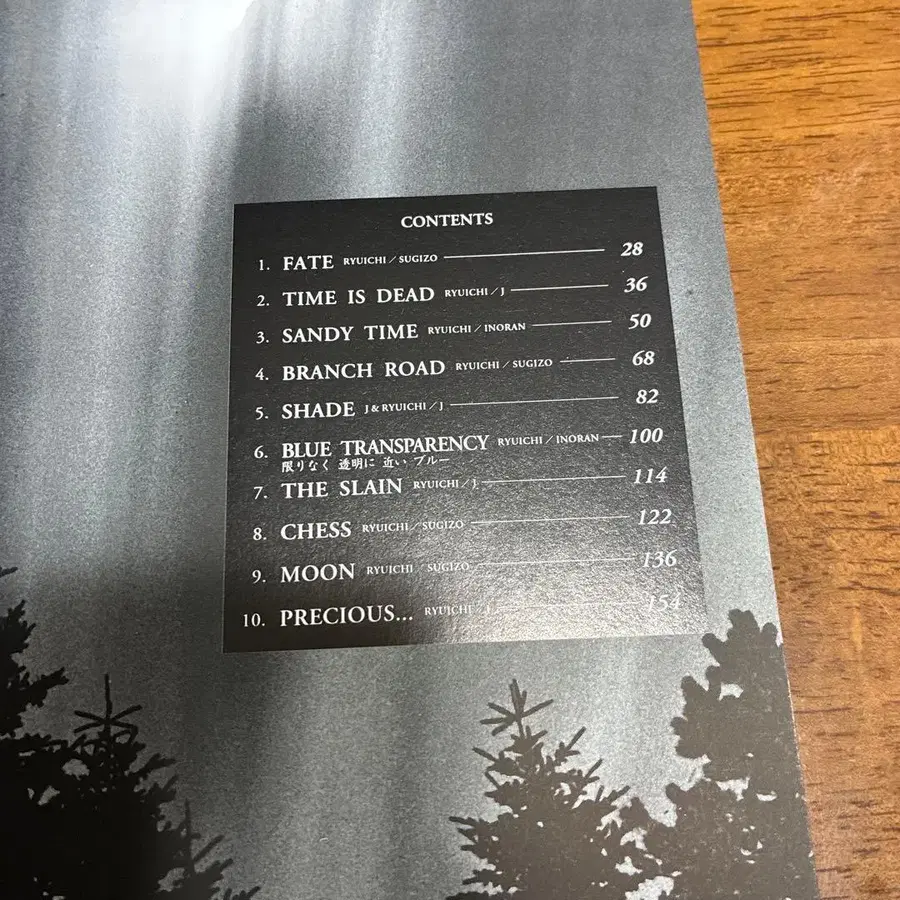 CONTENTS
1. FATE RYUICHI／SUGIZO 28
2. TIME IS DEAD RYUICHI／J 36
3. SANDY TIME RYUICHI／INORAN 50
4. BRANCH ROAD RYUICHI／SUGIZO 68
5. SHADE J & RYUICHI／J 82
6. BLUE TRANSPARENCY RYUICHI／INORAN 100
限りなく 透明に 近い ブルー
7. THE SLAIN RYUICHI／J 114
8. CHESS RYUICHI／SUGIZO 122
9. MOON RYUICHI／SUGIZO 136
10. PRECIOUS... RYUICHI／J 154